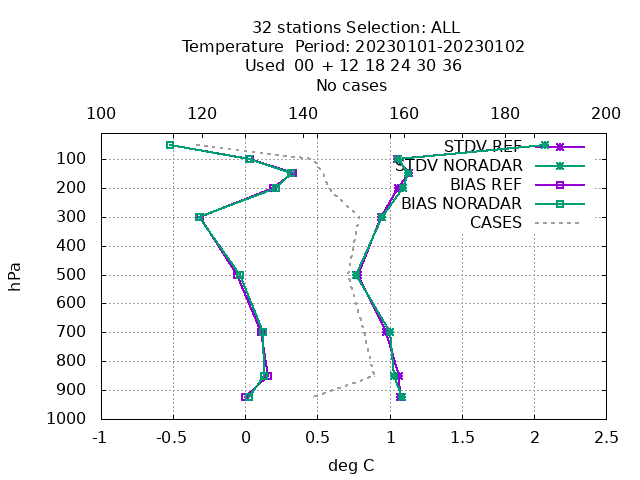 32 stations Selection: ALL
Temperature  Period: 20230101-20230102
Used  00 + 12 18 24 30 36
No cases
100 120 140 160 180 200
STDV REF
STDV NORADAR
BIAS REF
BIAS NORADAR
CASES
100
200
300
400
500
600
700
800
900
1000
hPa
-1 -0.5 0 0.5 1 1.5 2 2.5
deg C